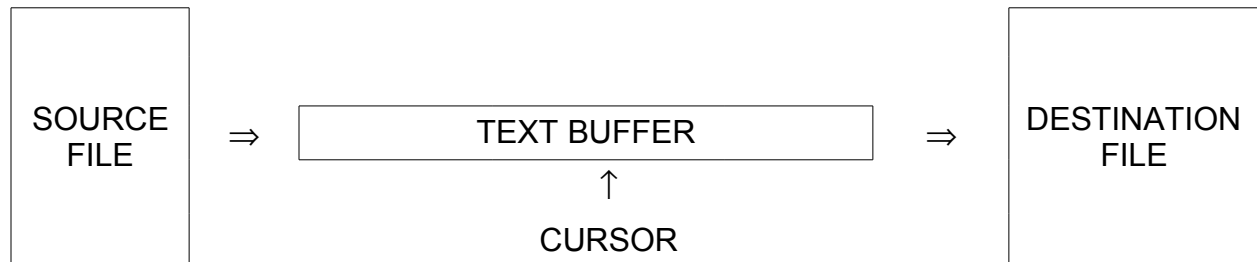 SOURCE
FILE
⇒
TEXT BUFFER
⇒
DESTINATION
FILE
↑
CURSOR